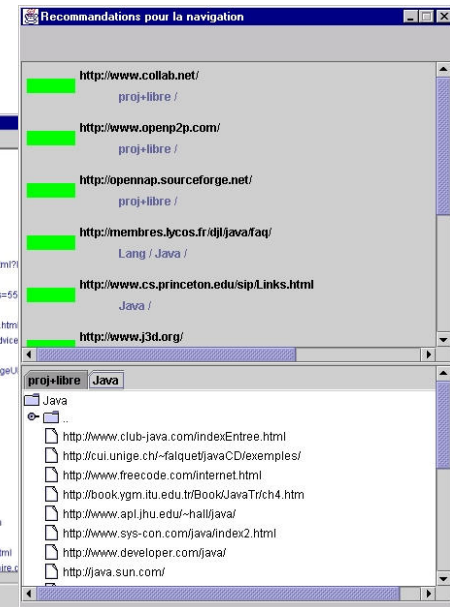 Recommandations pour la navigation
http://www.collab.net/
proj+libre /
http://www.openp2p.com/
proj+libre /
http://opennap.sourceforge.net/
proj+libre /
http://membres.lycos.fr/djl/java/faq/
Lang / Java /
http://www.cs.princeton.edu/sip/Links.html
Java /
http://www.j3d.org/
proj+libre Java
Java
..
http://www.club-java.com/indexEntree.html
http://cui.unige.ch/~falquet/javaCD/exemples/
http://www.freecode.com/internet.html
http://book.ygm.itu.edu.tr/Book/JavaTr/ch4.htm
http://www.apl.jhu.edu/~hall/java/
http://www.sys-con.com/java/index2.html
http://www.developer.com/java/
http://java.sun.com/